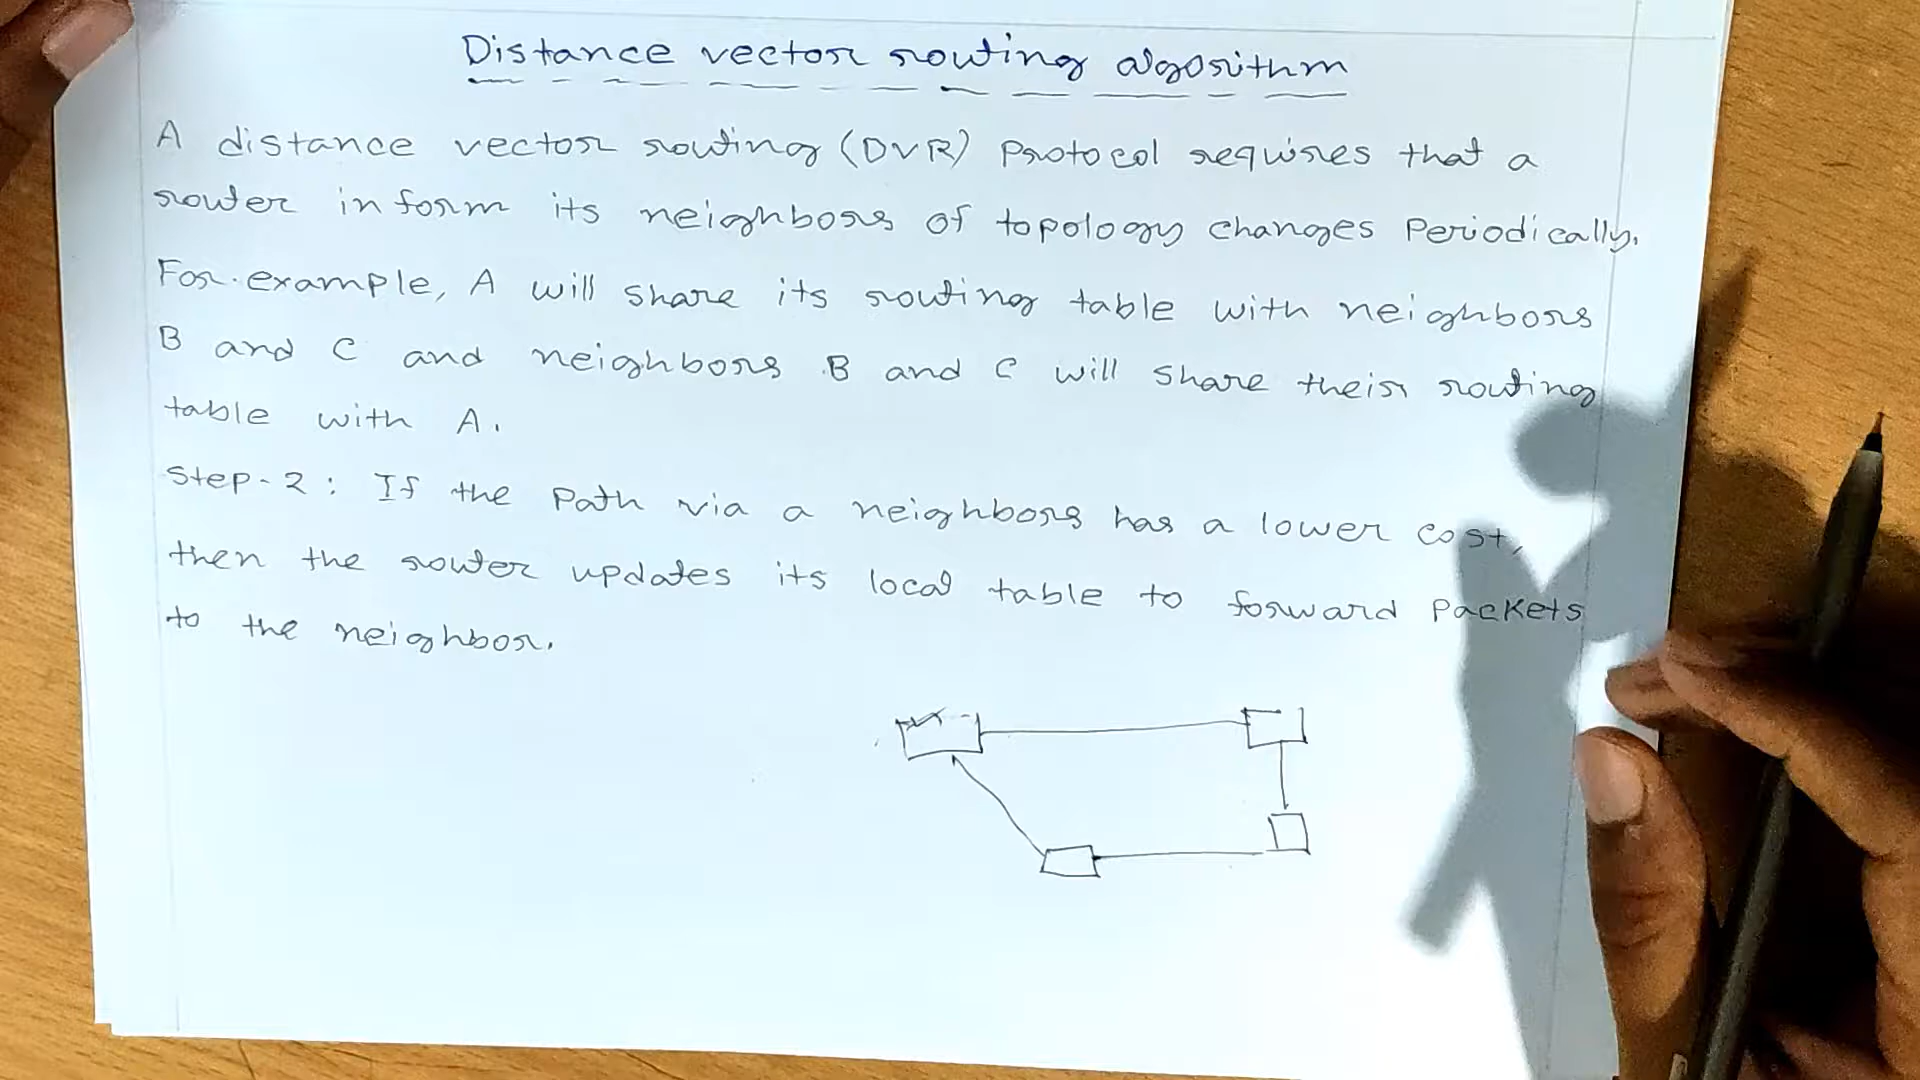 Distance vector routing algorithm
A distance vector routing (DVR) Protocol requires that a
router inform its neighbors of topology changes Periodically.
For example, A will share its routing table with neighbors
B and C and neighbors B and C will share their routing
table with A.
Step-2: If the Path via a neighbors has a lower cost,
then the router updates its local table to forward Packets
to the neighbor.